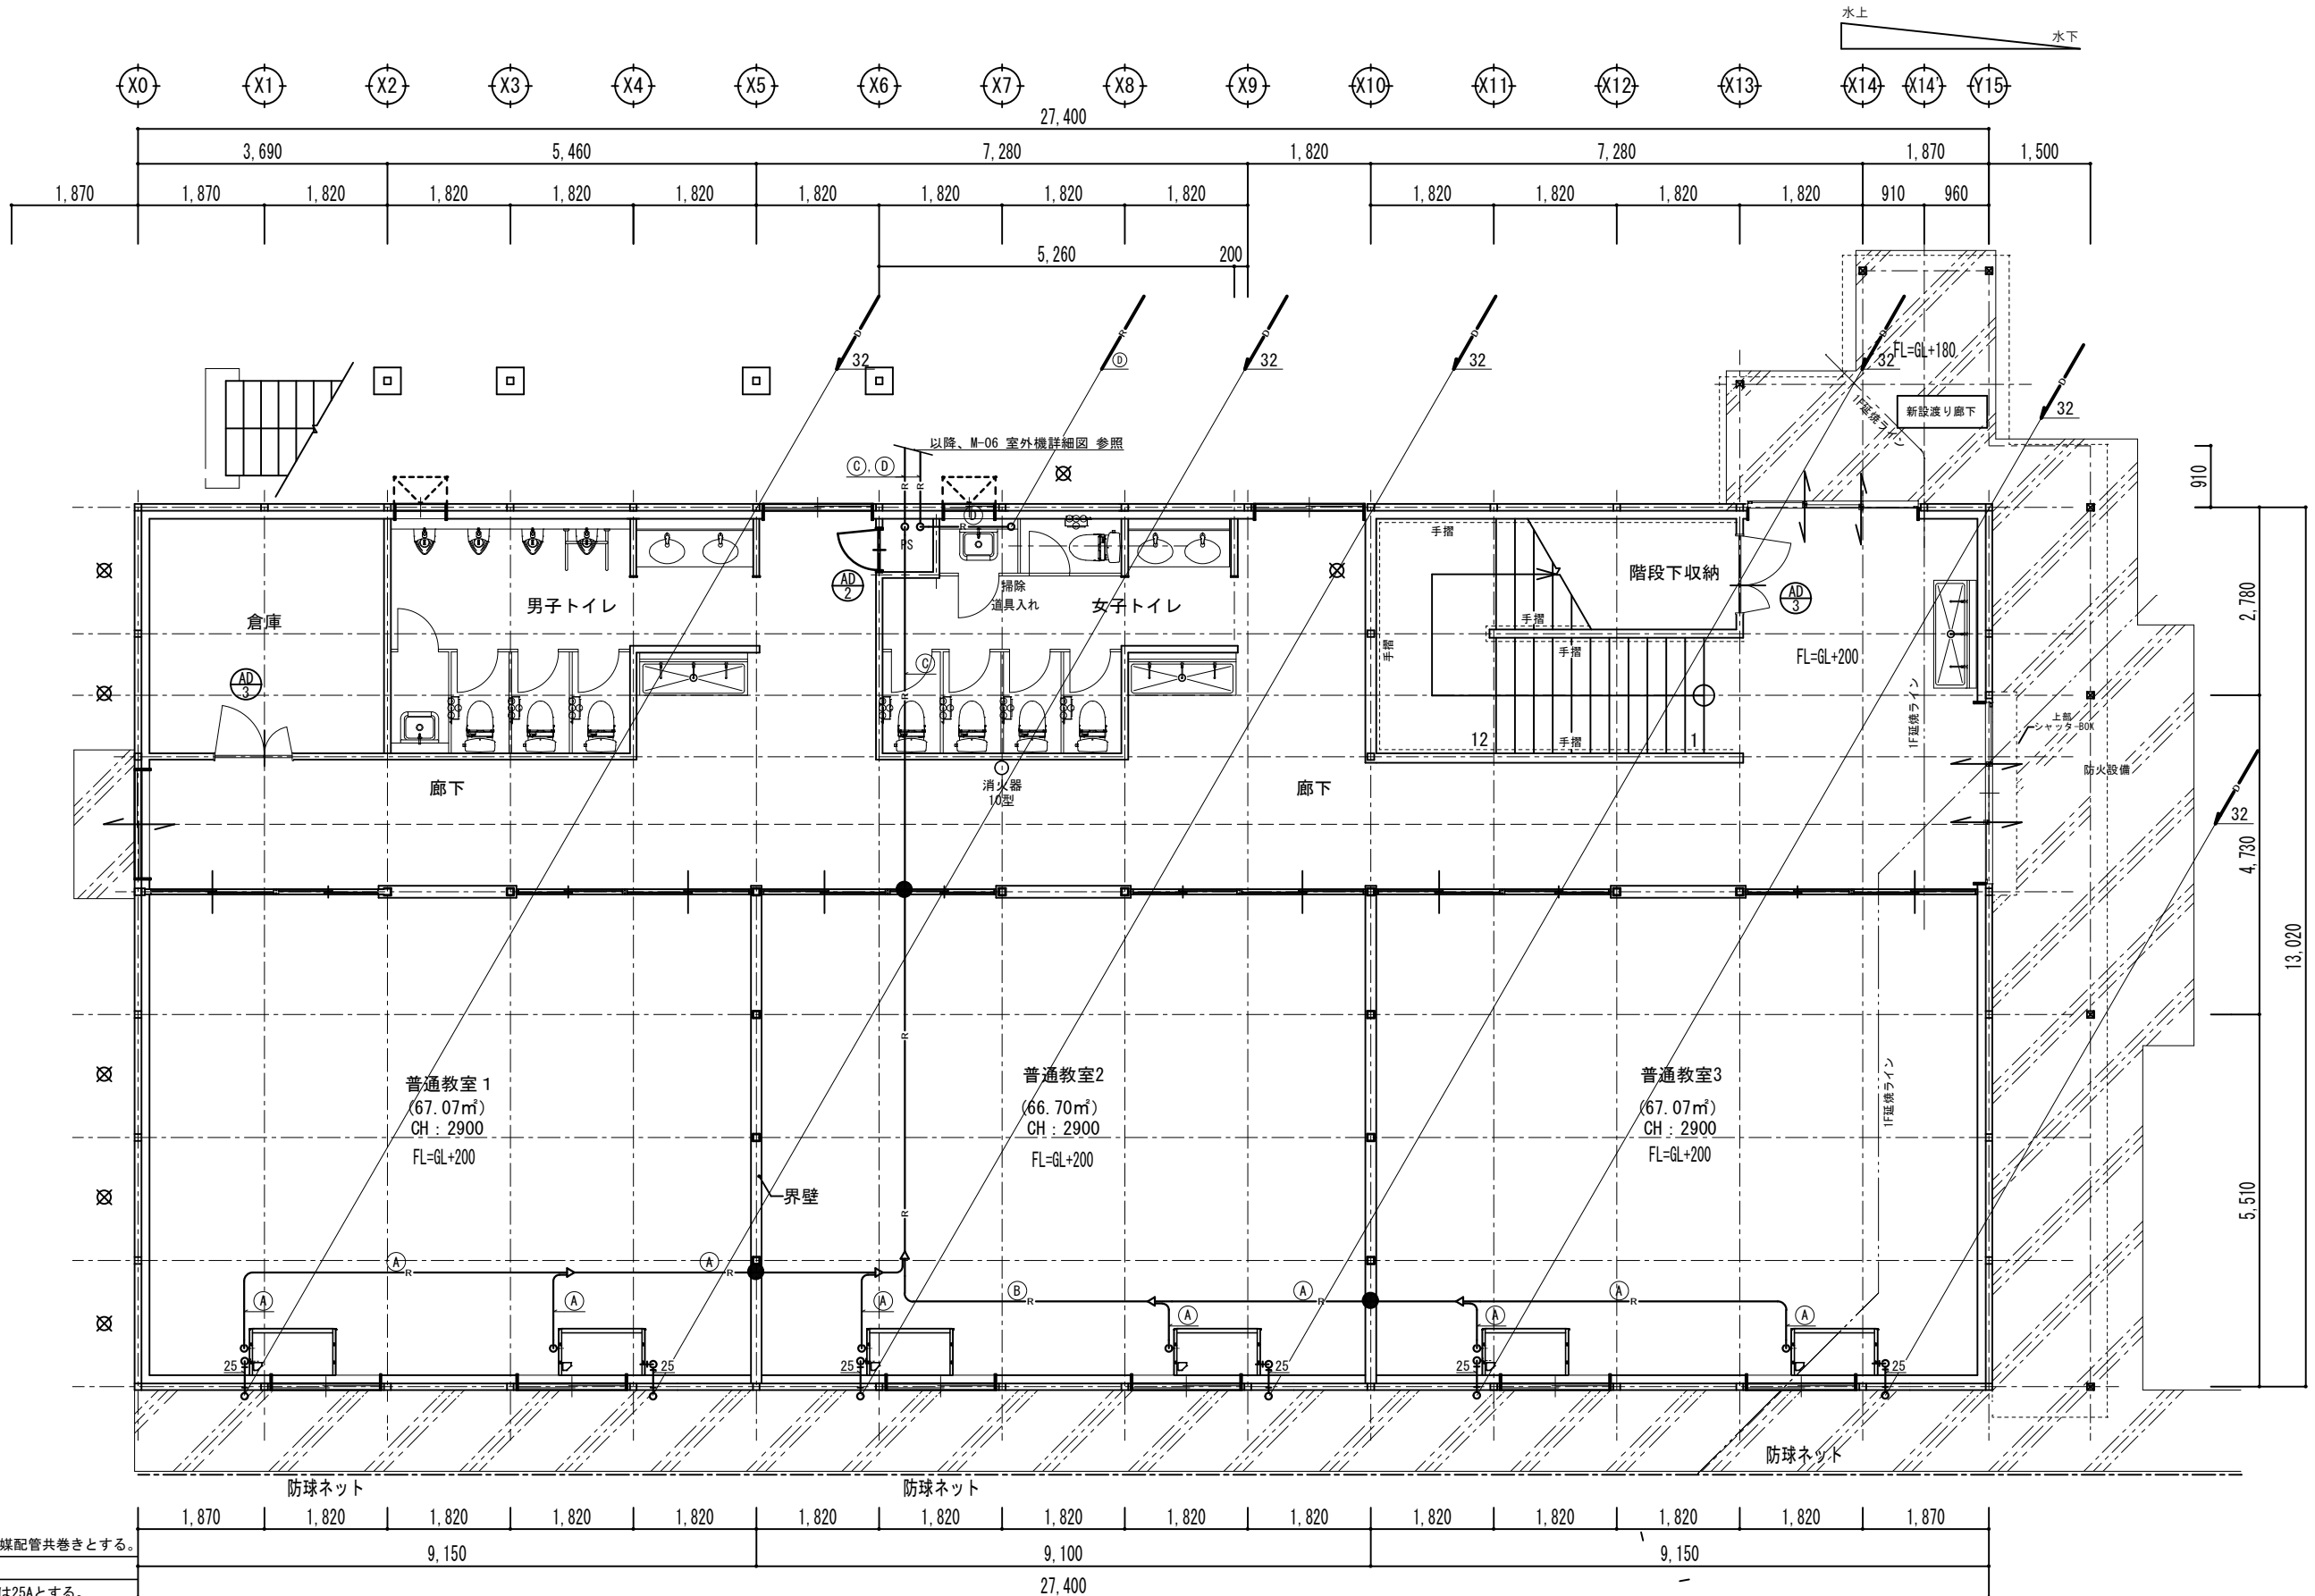 水上
水下
X0 X1 X2 X3 X4 X5 X6 X7 X8 X9 X10 X11 X12 X13 X14 X14' Y15
27,400
3,690 5,460 7,280 1,820 7,280 1,870 1,500
1,870 1,870 1,820 1,820 1,820 1,820 1,820 1,820 1,820 1,820 1,820 1,820 1,820 1,820 910 960
5,260 200
D R D D D D
32 D 32 32 32 32
FL=GL+180
新設渡り廊下
1F延焼ライン
以降、M-06 室外機詳細図 参照
C, D
R R
910
D
R
PS
手摺
AD 2
掃除
道具入れ
階段下収納
AD 3
男子トイレ
女子トイレ
倉庫
2,780
手摺
手摺
手摺
FL=GL+200
C
R
AD 3
1F延焼ライン
上部
シャッターBOX
12
手摺
1
防火設備
廊下
消火器
10型
廊下
D
32
4,730
13,020
R
普通教室1
(67.07㎡)
CH : 2900
FL=GL+200
普通教室2
(66.70㎡)
CH : 2900
FL=GL+200
普通教室3
(67.07㎡)
CH : 2900
FL=GL+200
1F延焼ライン
界壁
R
5,510
A R A R
B R A R A R
A A A A A A
25 25 25 25 25 25
防球ネット
防球ネット
防球ネット
1,870 1,820 1,820 1,820 1,820 1,820 1,820 1,820 1,820 1,820 1,820 1,820 1,820 1,820 1,870
媒配管共巻きとする。
9,150 9,100 9,150
は25Aとする。
27,400